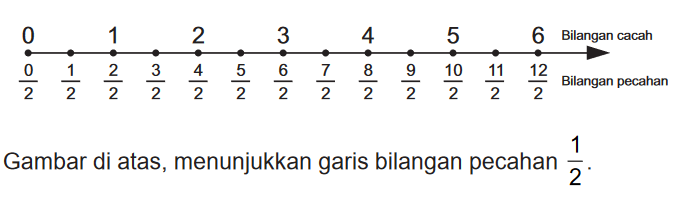 0 1 2 3 4 5 6 Bilangan cacah
0/2 1/2 2/2 3/2 4/2 5/2 6/2 7/2 8/2 9/2 10/2 11/2 12/2 Bilangan pecahan
Gambar di atas, menunjukkan garis bilangan pecahan 1/2.